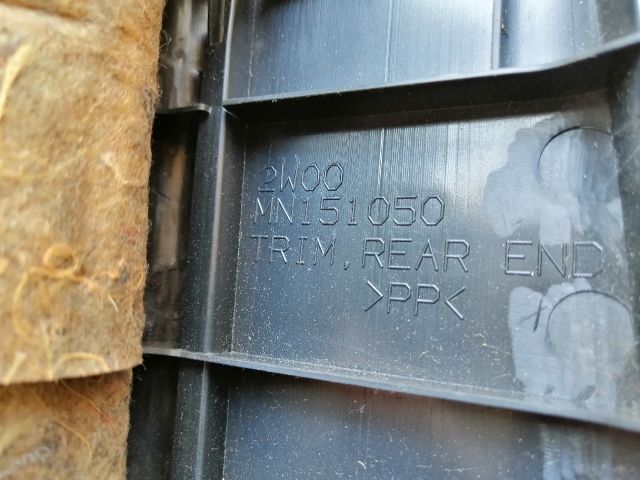 2W00
MN151050
TRIM, REAR END
>PP<